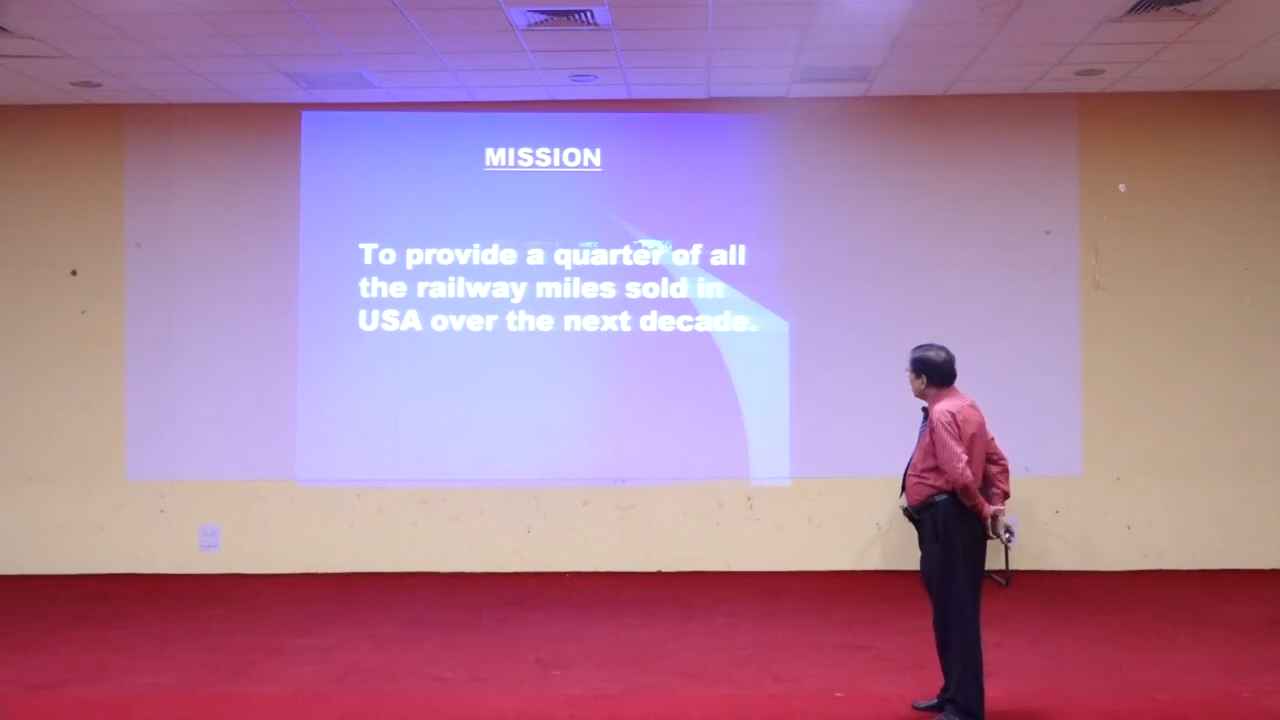 MISSION
To provide a quarter of all
the railway miles sold in
USA over the next decade.